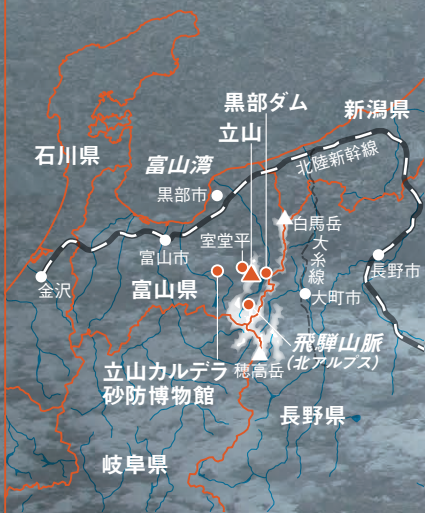 黒部ダム
新潟県
立山
石川県
富山湾
北陸新幹線
黒部市
白馬岳
室堂平
富山市
大糸線
長野市
金沢
富山県
大町市
飛騨山脈
(北アルプス)
立山カルデラ
砂防博物館
穂高岳
長野県
岐阜県